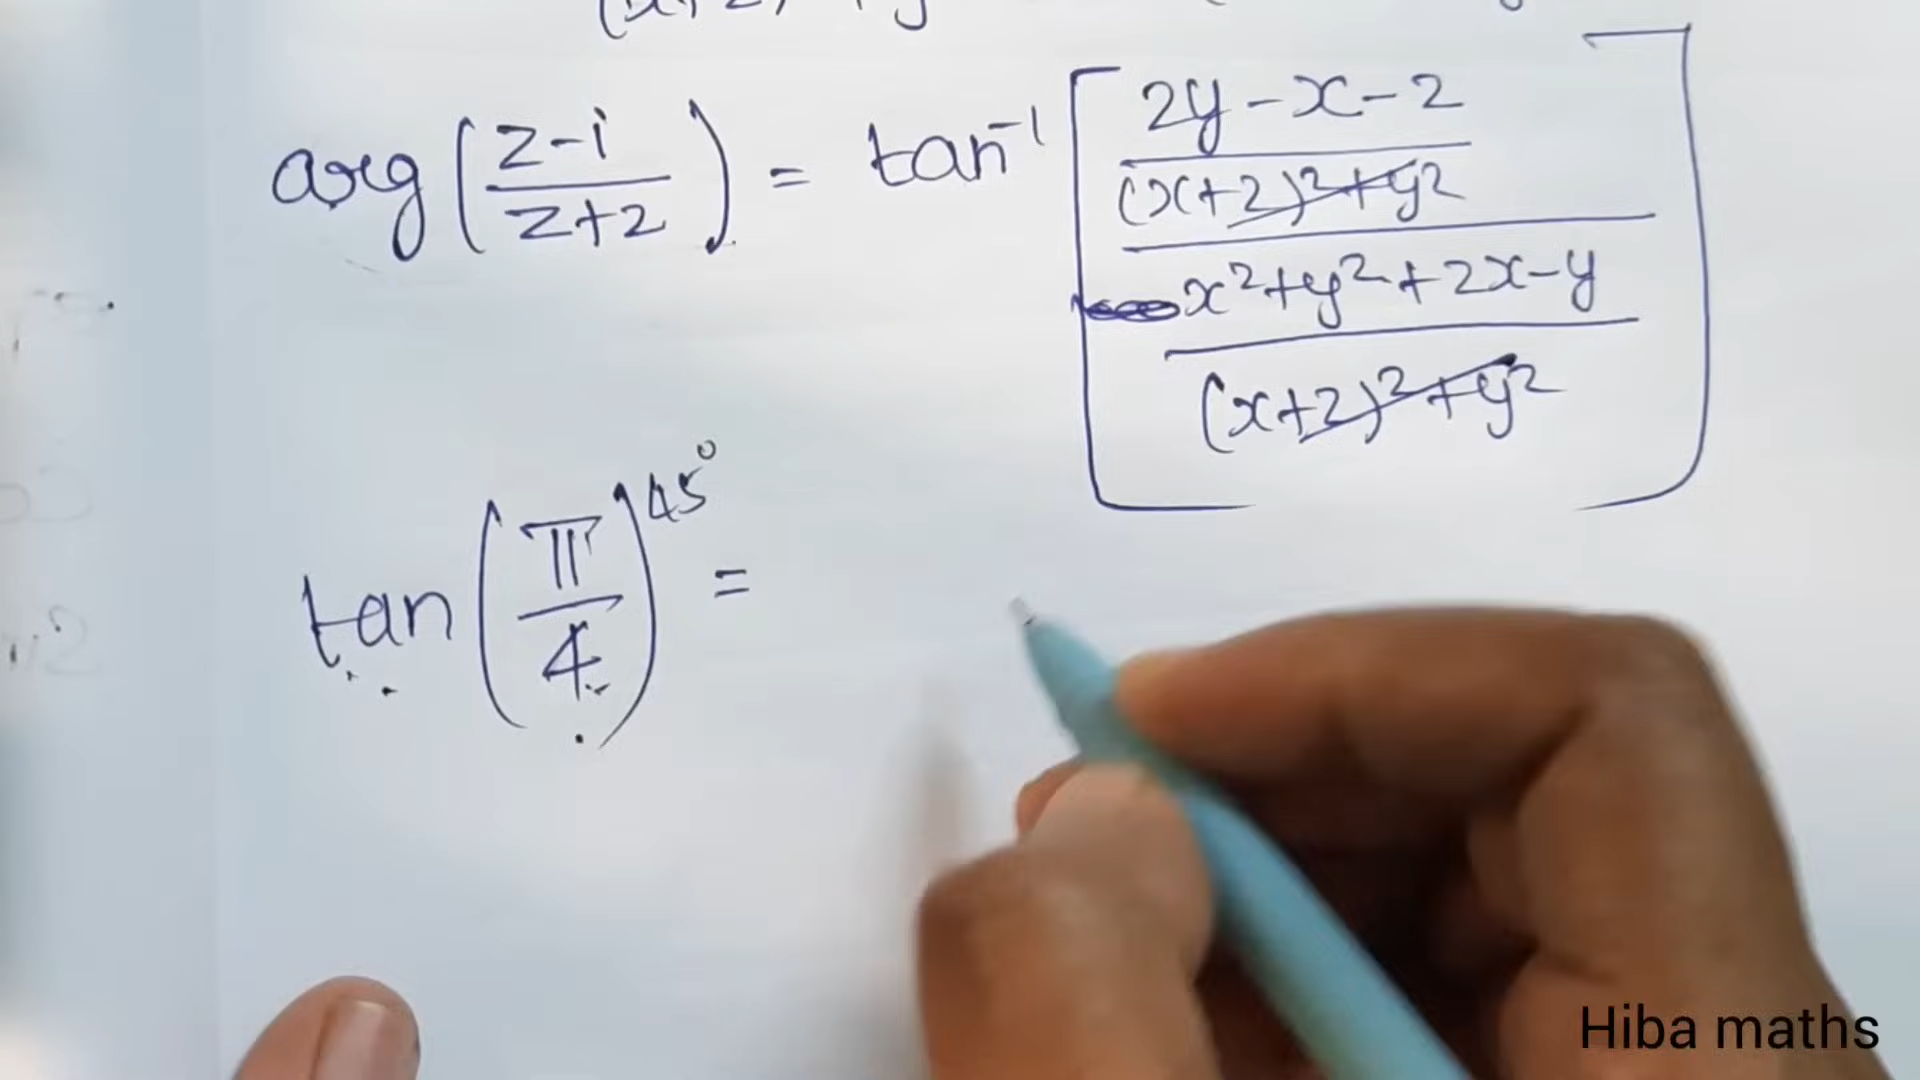 arg(z-i/z+2) = tan⁻¹[2y-x-2/(x+2)²+y² / x²+y²+2x-y/(x+2)²+y²]
tan(π/4) 45° =
Hiba maths